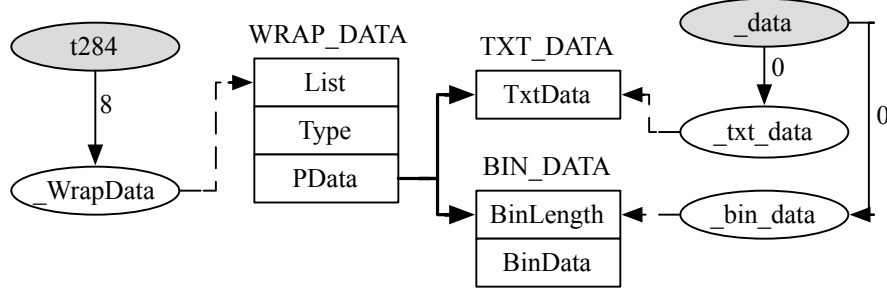 t284
8
_WrapData
WRAP_DATA
List
Type
PData
TXT_DATA
TxtData
BIN_DATA
BinLength
BinData
_data
0
0
_txt_data
_bin_data